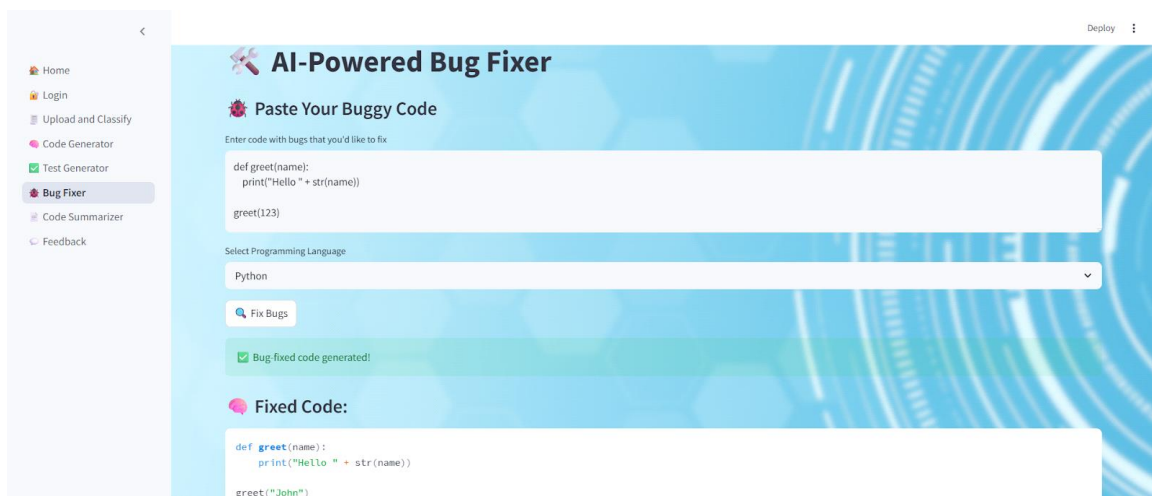 Deploy
Home
Login
Upload and Classify
Code Generator
Test Generator
Bug Fixer
Code Summarizer
Feedback
AI-Powered Bug Fixer
Paste Your Buggy Code
Enter code with bugs that you'd like to fix
def greet(name):
print("Hello " + str(name))
greet(123)
Select Programming Language
Python
Fix Bugs
Bug-fixed code generated!
Fixed Code:
def greet(name):
print("Hello " + str(name))
greet("John")